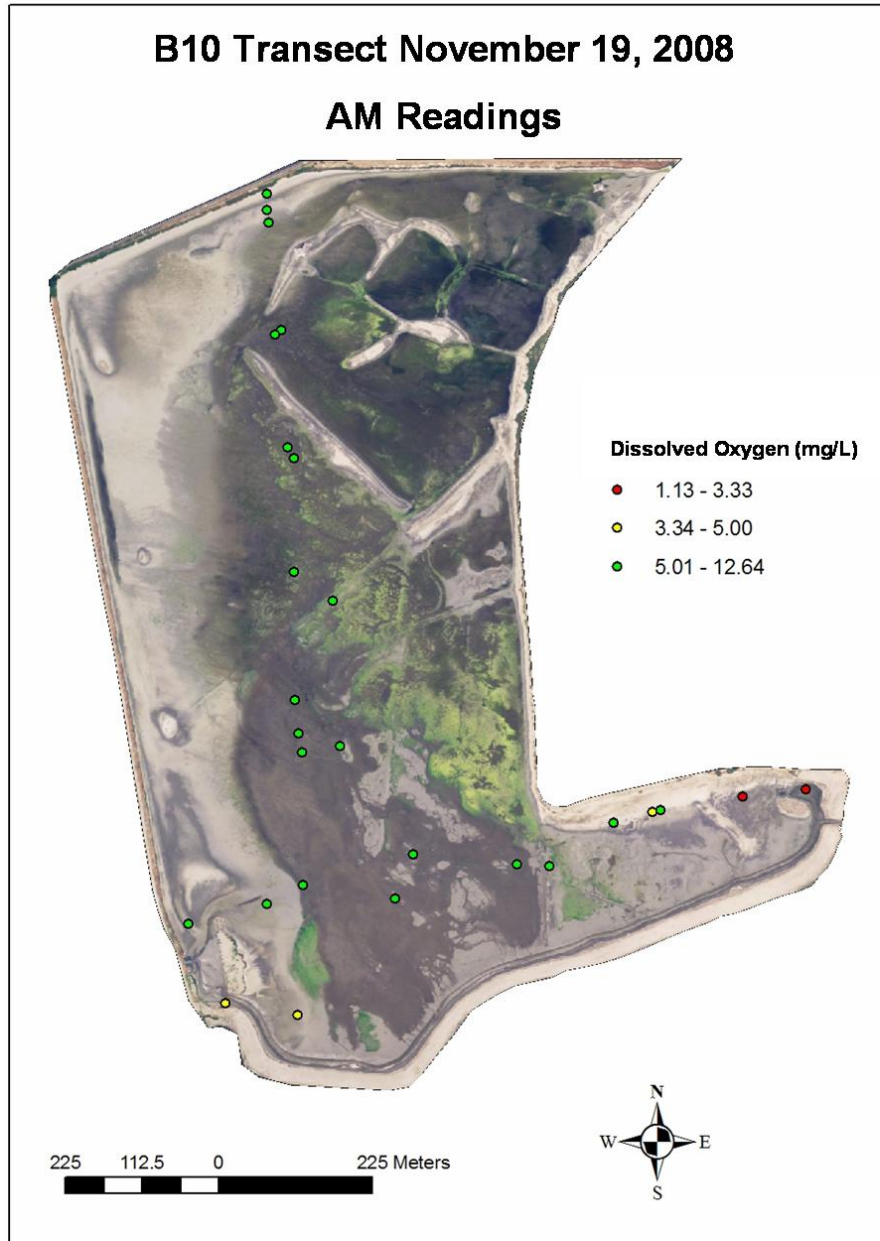 B10 Transect November 19, 2008
AM Readings
Dissolved Oxygen (mg/L)
1.13 - 3.33
3.34 - 5.00
5.01 - 12.64
225 112.5 0 225 Meters
N
W E
S